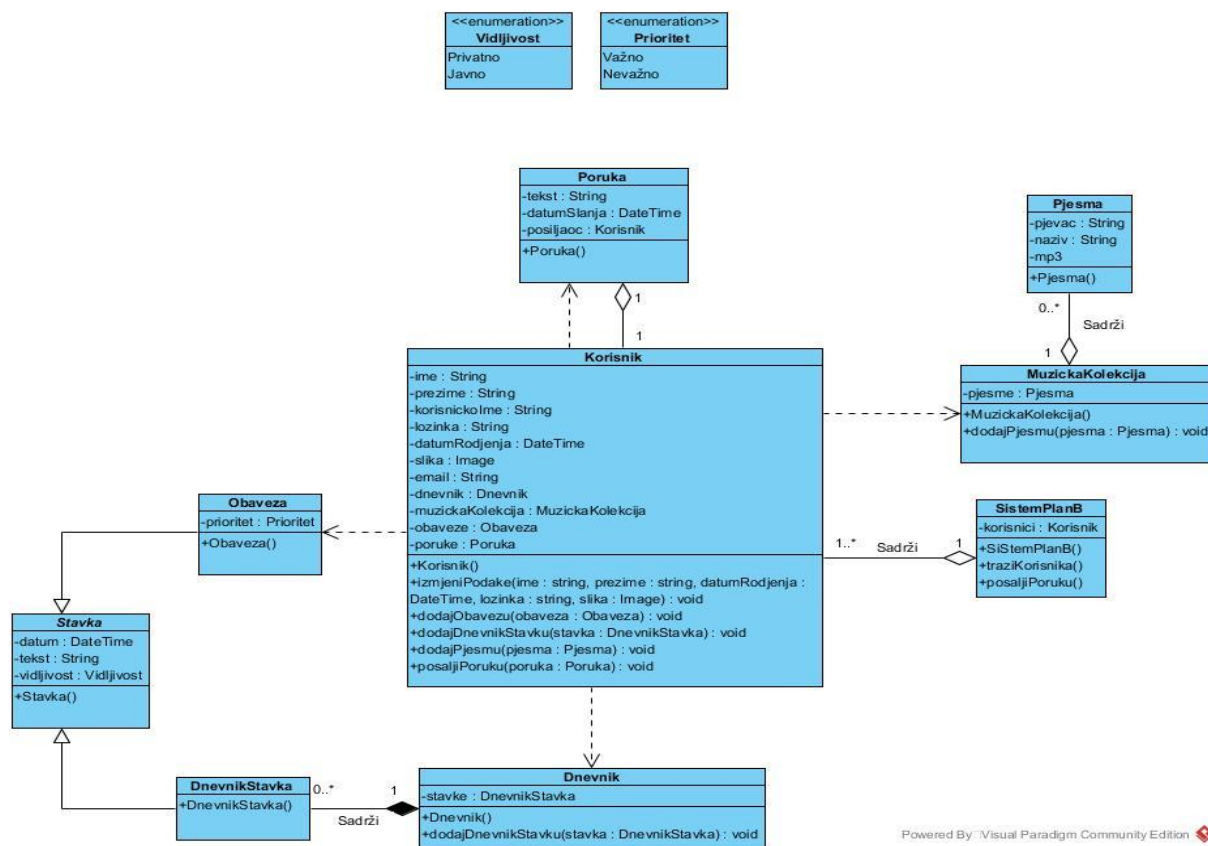 <<enumeration>>
Vidljivost
Privatno
Javno
<<enumeration>>
Prioritet
Važno
Nevažno
Poruka
-tekst : String
-datumSlanja : DateTime
-posiljaoc : Korisnik
+Poruka()
1
1
Pjesma
-pjevac : String
-naziv : String
-mp3
+Pjesma()
0..*
Sadrži
1
MuzickaKolekcija
-pjesme : Pjesma
+MuzickaKolekcija()
+dodajPjesmu(pjesma : Pjesma) : void
Korisnik
-ime : String
-prezime : String
-korisnickoIme : String
-lozinka : String
-datumRodjenja : DateTime
-slika : Image
-email : String
-dnevnik : Dnevnik
-muzickaKolekcija : MuzickaKolekcija
-obaveze : Obaveza
-poruke : Poruka
+Korisnik()
+izmjeniPodake(ime : string, prezime : string, datumRodjenja :
DateTime, lozinka : string, slika : Image) : void
+dodajObavezu(obaveza : Obaveza) : void
+dodajDnevnikStavku(stavka : DnevnikStavka) : void
+dodajPjesmu(pjesma : Pjesma) : void
+posaljiPoruku(poruka : Poruka) : void
1..*
Sadrži
1
SistemPlanB
-korisnici : Korisnik
+SiStemPlanB()
+traziKorisnika()
+posaljiPoruku()
Obaveza
-prioritet : Prioritet
+Obaveza()
Stavka
-datum : DateTime
-tekst : String
-vidljivost : Vidljivost
+Stavka()
DnevnikStavka
+DnevnikStavka()
0..*
Sadrži
1
Dnevnik
-stavke : DnevnikStavka
+Dnevnik()
+dodajDnevnikStavku(stavka : DnevnikStavka) : void
Powered By Visual Paradigm Community Edition